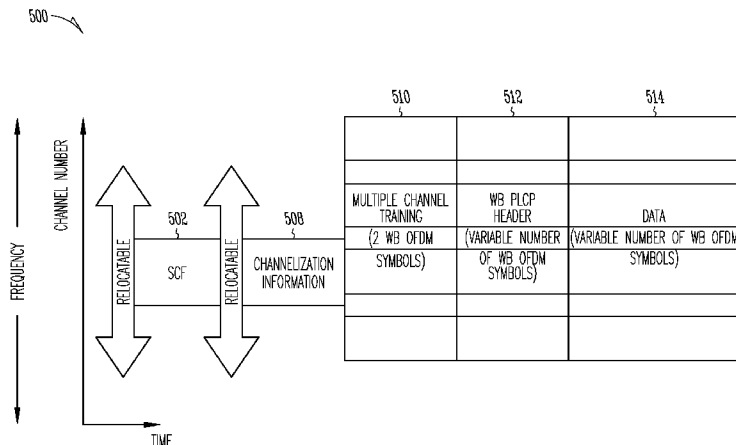 500
510
512
514
FREQUENCY
CHANNEL NUMBER
RELOCATABLE
502
SCF
RELOCATABLE
508
CHANNELIZATION
INFORMATION
MULTIPLE CHANNEL
TRAINING
(2 WB OFDM
SYMBOLS)
WB PLCP
HEADER
(VARIABLE NUMBER
OF WB OFDM
SYMBOLS)
DATA
(VARIABLE NUMBER OF WB OFDM
SYMBOLS)
TIME